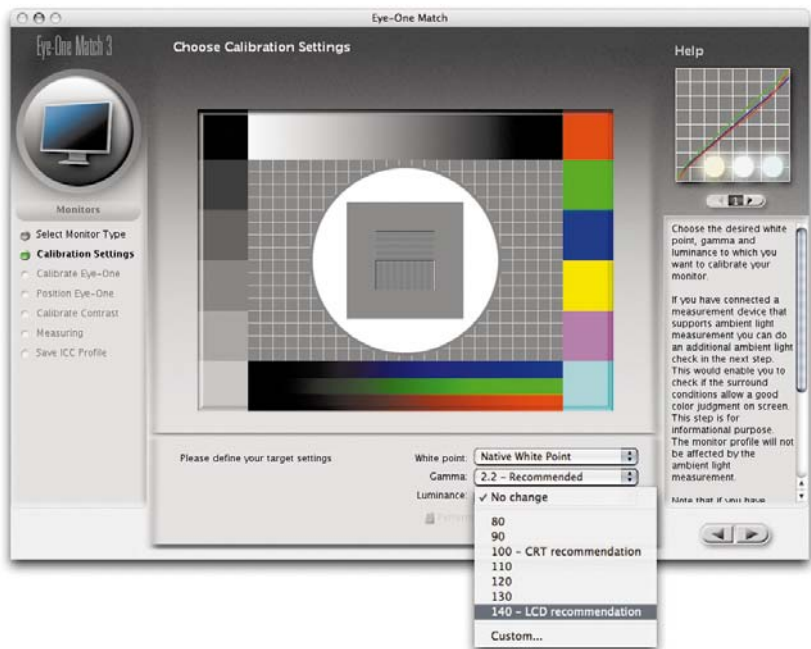 Eye-One Match
Eye-One Match 3
Choose Calibration Settings
Help
Monitors
Select Monitor Type
Calibration Settings
Calibrate Eye-One
Position Eye-One
Calibrate Contrast
Measuring
Save ICC Profile
Choose the desired white
point, gamma and
luminance to which you
want to calibrate your
monitor.
If you have connected a
measurement device that
supports ambient light
measurement you can do
an additional ambient light
check in the next step.
This would enable you to
check if the surround
conditions allow a good
color judgment on screen.
This step is for
informational purpose.
The monitor profile will not
be affected by the
ambient light
measurement.
Note that if you have
Please define your target settings
White point: Native White Point
Gamma: 2.2 – Recommended
Luminance: ✓ No change
80
90
100 – CRT recommendation
110
120
130
140 – LCD recommendation
Custom...